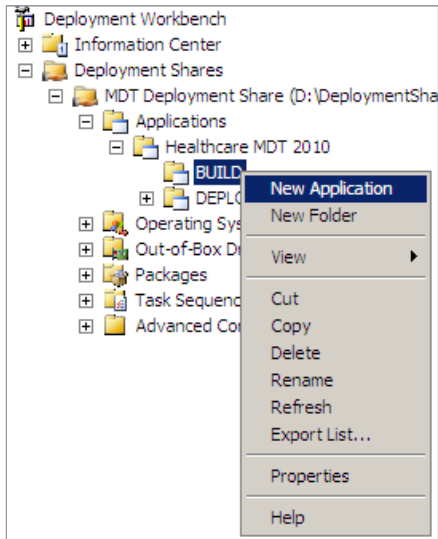 Deployment Workbench
Information Center
Deployment Shares
MDT Deployment Share (D:\DeploymentSha
Applications
Healthcare MDT 2010
BUILD
DEPLO
Operating Sys
Out-of-Box Dr
Packages
Task Sequenc
Advanced Con
New Application
New Folder
View
Cut
Copy
Delete
Rename
Refresh
Export List...
Properties
Help